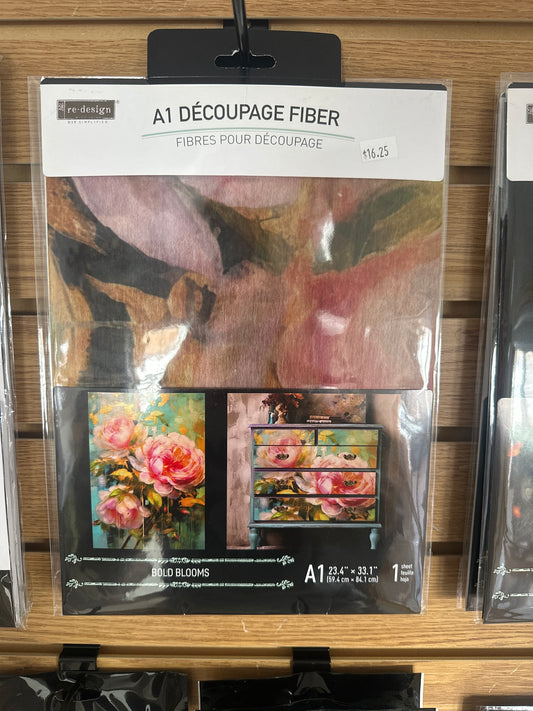 re·design
A1 DÉCOUPAGE FIBER
FIBRES POUR DÉCOUPAGE
$16.25
BOLD BLOOMS
A1 23.4" × 33.1"
(59.4 cm × 84.1 cm)
1 sheet
feuille
hoja